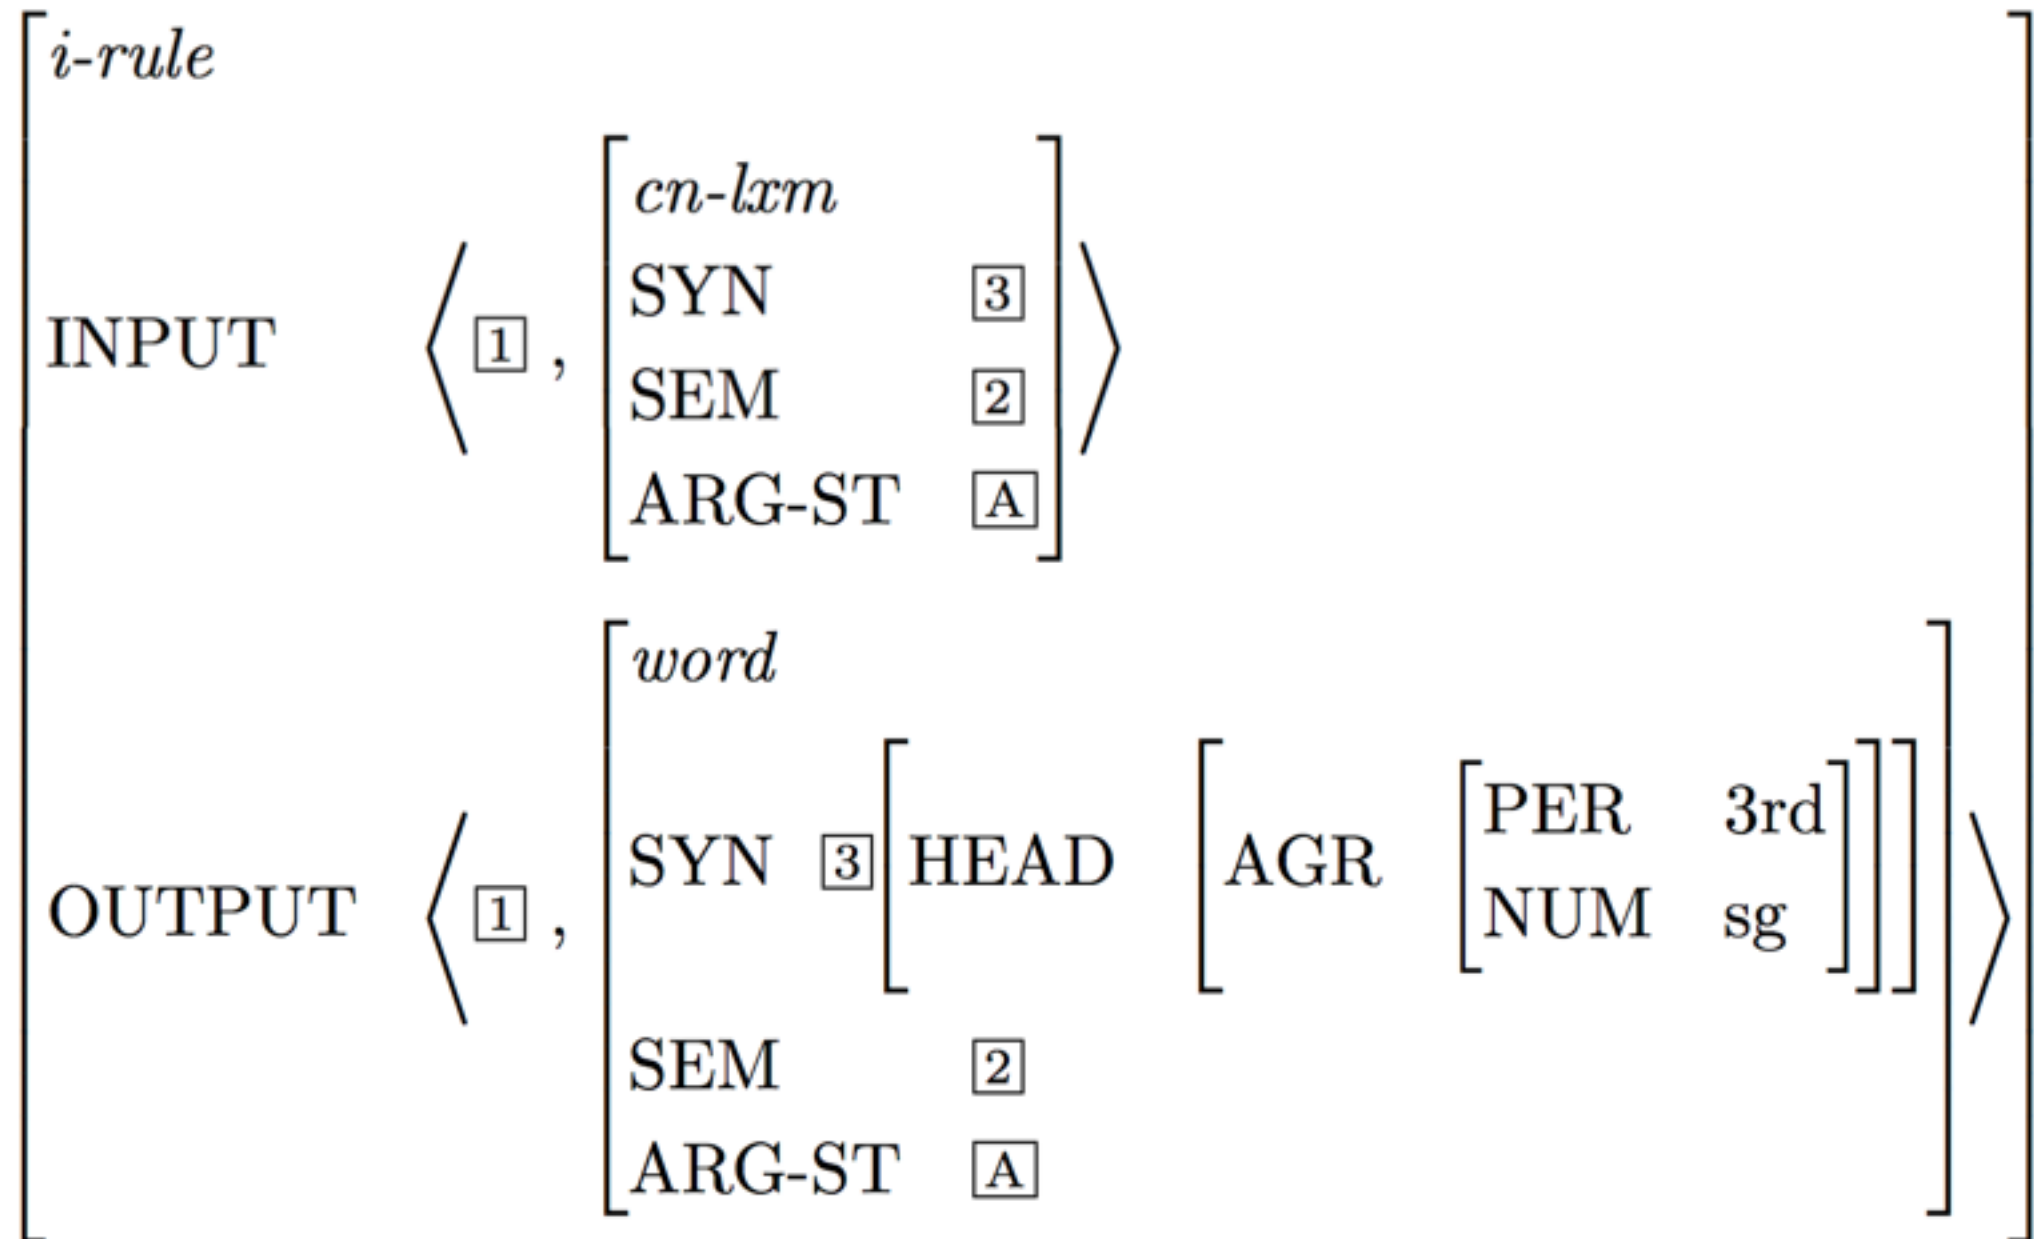 i-rule
cn-lxm
SYN 3
INPUT ⟨ 1 ,
SEM 2
ARG-ST A ⟩
word
PER 3rd
SYN 3 HEAD AGR
OUTPUT ⟨ 1 , NUM sg ⟩
SEM 2
ARG-ST A